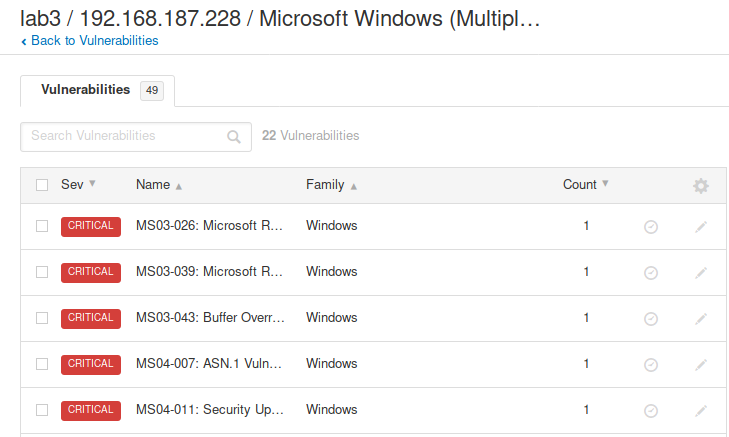 lab3 / 192.168.187.228 / Microsoft Windows (Multipl…
‹ Back to Vulnerabilities
Vulnerabilities 49
Search Vulnerabilities 22 Vulnerabilities
Sev ▼ Name ▲ Family ▲ Count ▼
CRITICAL MS03-026: Microsoft R... Windows 1
CRITICAL MS03-039: Microsoft R... Windows 1
CRITICAL MS03-043: Buffer Overr... Windows 1
CRITICAL MS04-007: ASN.1 Vuln... Windows 1
CRITICAL MS04-011: Security Up... Windows 1